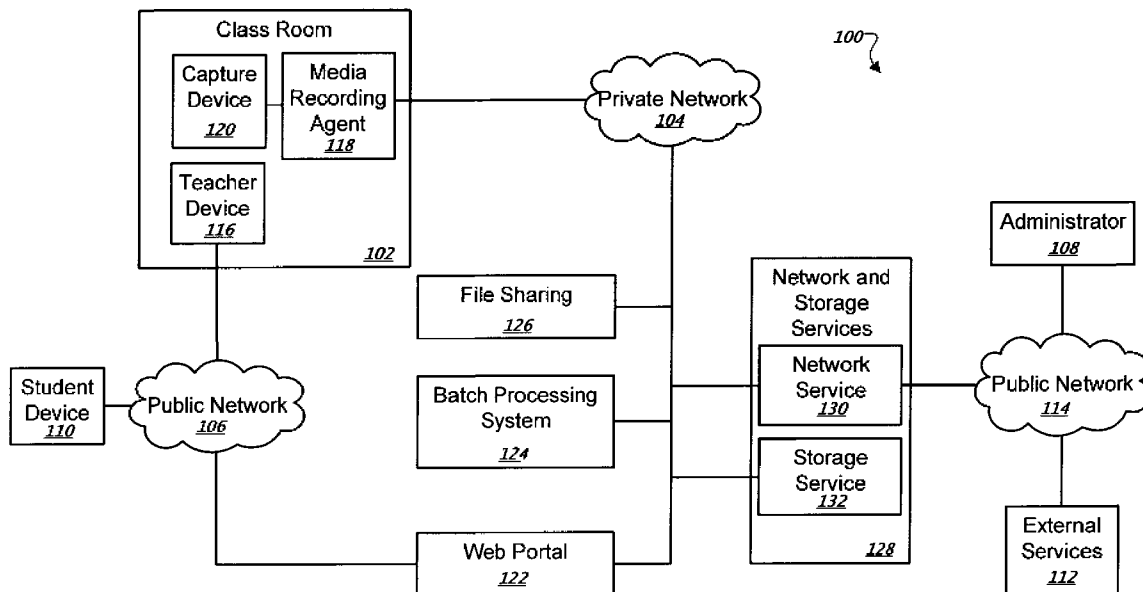 Class Room
Capture
Device
120
Media
Recording
Agent
118
Teacher
Device
116
102
Private Network
104
100
Administrator
108
File Sharing
126
Network and
Storage
Services
Network
Service
130
Student
Device
110
Public Network
106
Batch Processing
System
124
Public Network
114
Storage
Service
132
Web Portal
122
128
External
Services
112